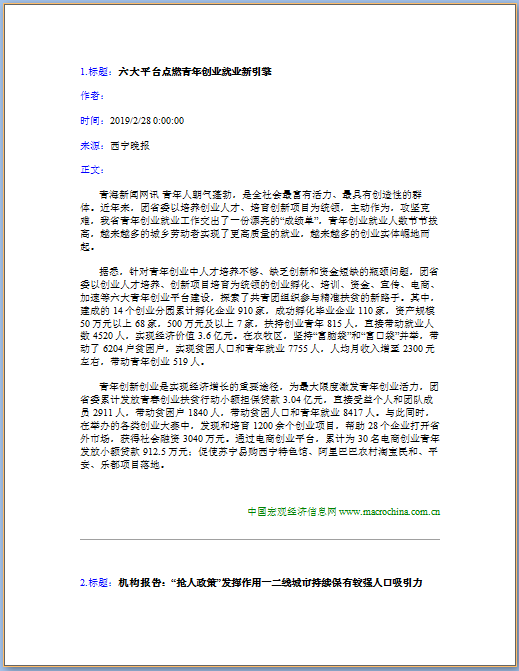 1.标题：六大平台点燃青年创业就业新引擎
作者：
时间：2019/2/28 0:00:00
来源：西宁晚报
正文：
青海新闻网讯 青年人朝气蓬勃，是全社会最富有活力、最具有创造性的群
体。近年来，团省委以培养创业人才、培育创新项目为统领，主动作为，攻坚克
难，我省青年创业就业工作交出了一份漂亮的“成绩单”，青年创业就业人数节节拔
高，越来越多的城乡劳动者实现了更高质量的就业，越来越多的创业实体崛地而
起。
据悉，针对青年创业中人才培养不够、缺乏创新和资金短缺的瓶颈问题，团省
委以创业人才培养、创新项目培育为统领的创业孵化、培训、资金、宣传、电商、
加速等六大青年创业平台建设，探索了共青团组织参与精准扶贫的新路子。其中，
建成的 14 个创业分园累计孵化企业 910 家，成功孵化毕业企业 110 家，资产规模
50 万元以上 68 家，500 万元及以上 7 家，扶持创业青年 815 人，直接带动就业人
数 4520 人，实现经济价值 3.6 亿元。在农牧区，坚持“富脑袋”和“富口袋”并举，带
动了 6204 户贫困户，实现贫困人口和青年就业 7755 人，人均月收入增至 2300 元
左右，带动青年创业 519 人。
青年创新创业是实现经济增长的重要途径，为最大限度激发青年创业活力，团
省委累计发放青春创业扶贫行动小额担保贷款 3.04 亿元，直接受益个人和团队成
员 2911 人，带动贫困户 1840 人，带动贫困人口和青年就业 8417 人。与此同时，
在举办的各类创业大赛中，发现和培育 1200 余个创业项目，帮助 28 个企业打开省
外市场，获得社会融资 3040 万元。通过电商创业平台，累计为 30 名电商创业青年
发放小额贷款 912.5 万元；促使苏宁易购西宁特色馆、阿里巴巴农村淘宝民和、平
安、乐都项目落地。
中国宏观经济信息网 www.macrochina.com.cn
2.标题：机构报告：“抢人政策”发挥作用一二线城市持续保有较强人口吸引力